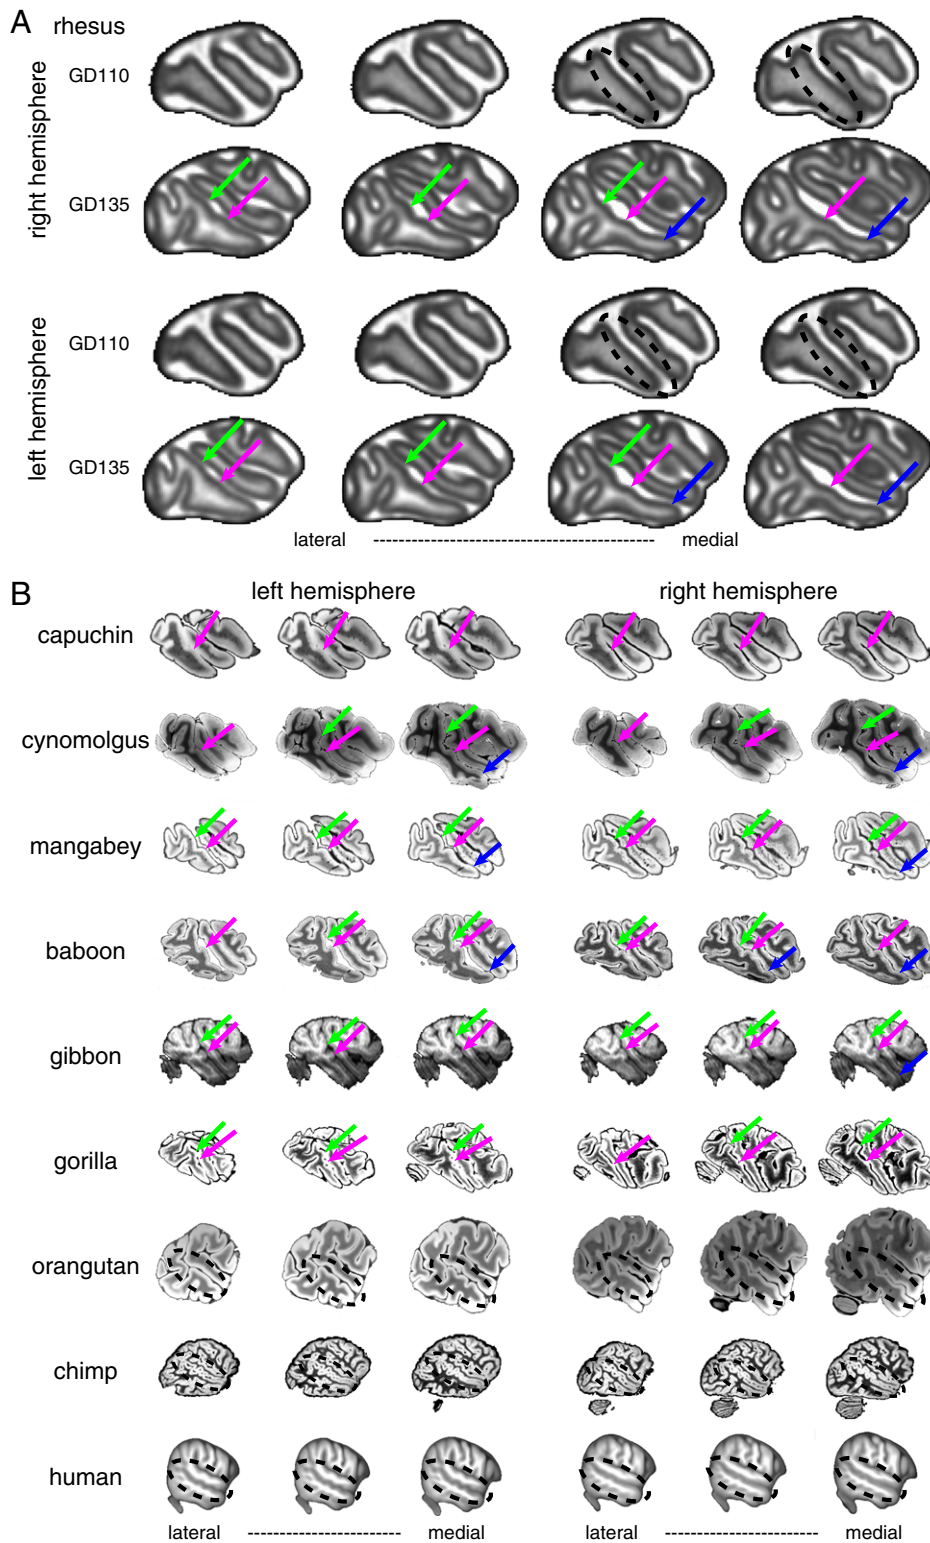 A
rhesus
right hemisphere
GD110
GD135
left hemisphere
GD110
GD135
lateral ---------------------------------- medial
B
left hemisphere right hemisphere
capuchin
cynomolgus
mangabey
baboon
gibbon
gorilla
orangutan
chimp
human
lateral ------------------ medial lateral ------------------ medial